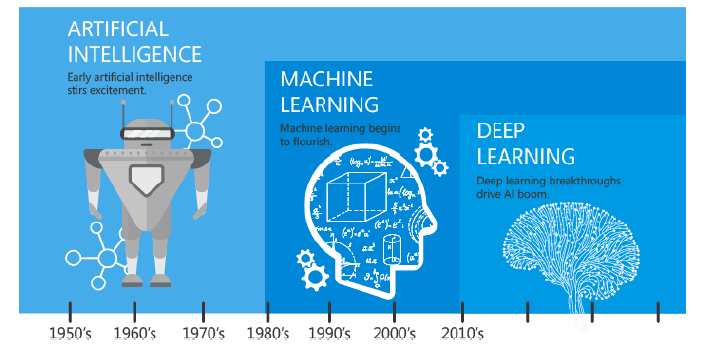 ARTIFICIAL
INTELLIGENCE
Early artificial intelligence
stirs excitement.
MACHINE
LEARNING
Machine learning begins
to flourish.
DEEP
LEARNING
Deep learning breakthroughs
drive AI boom.
1950's 1960's 1970's 1980's 1990's 2000's 2010's